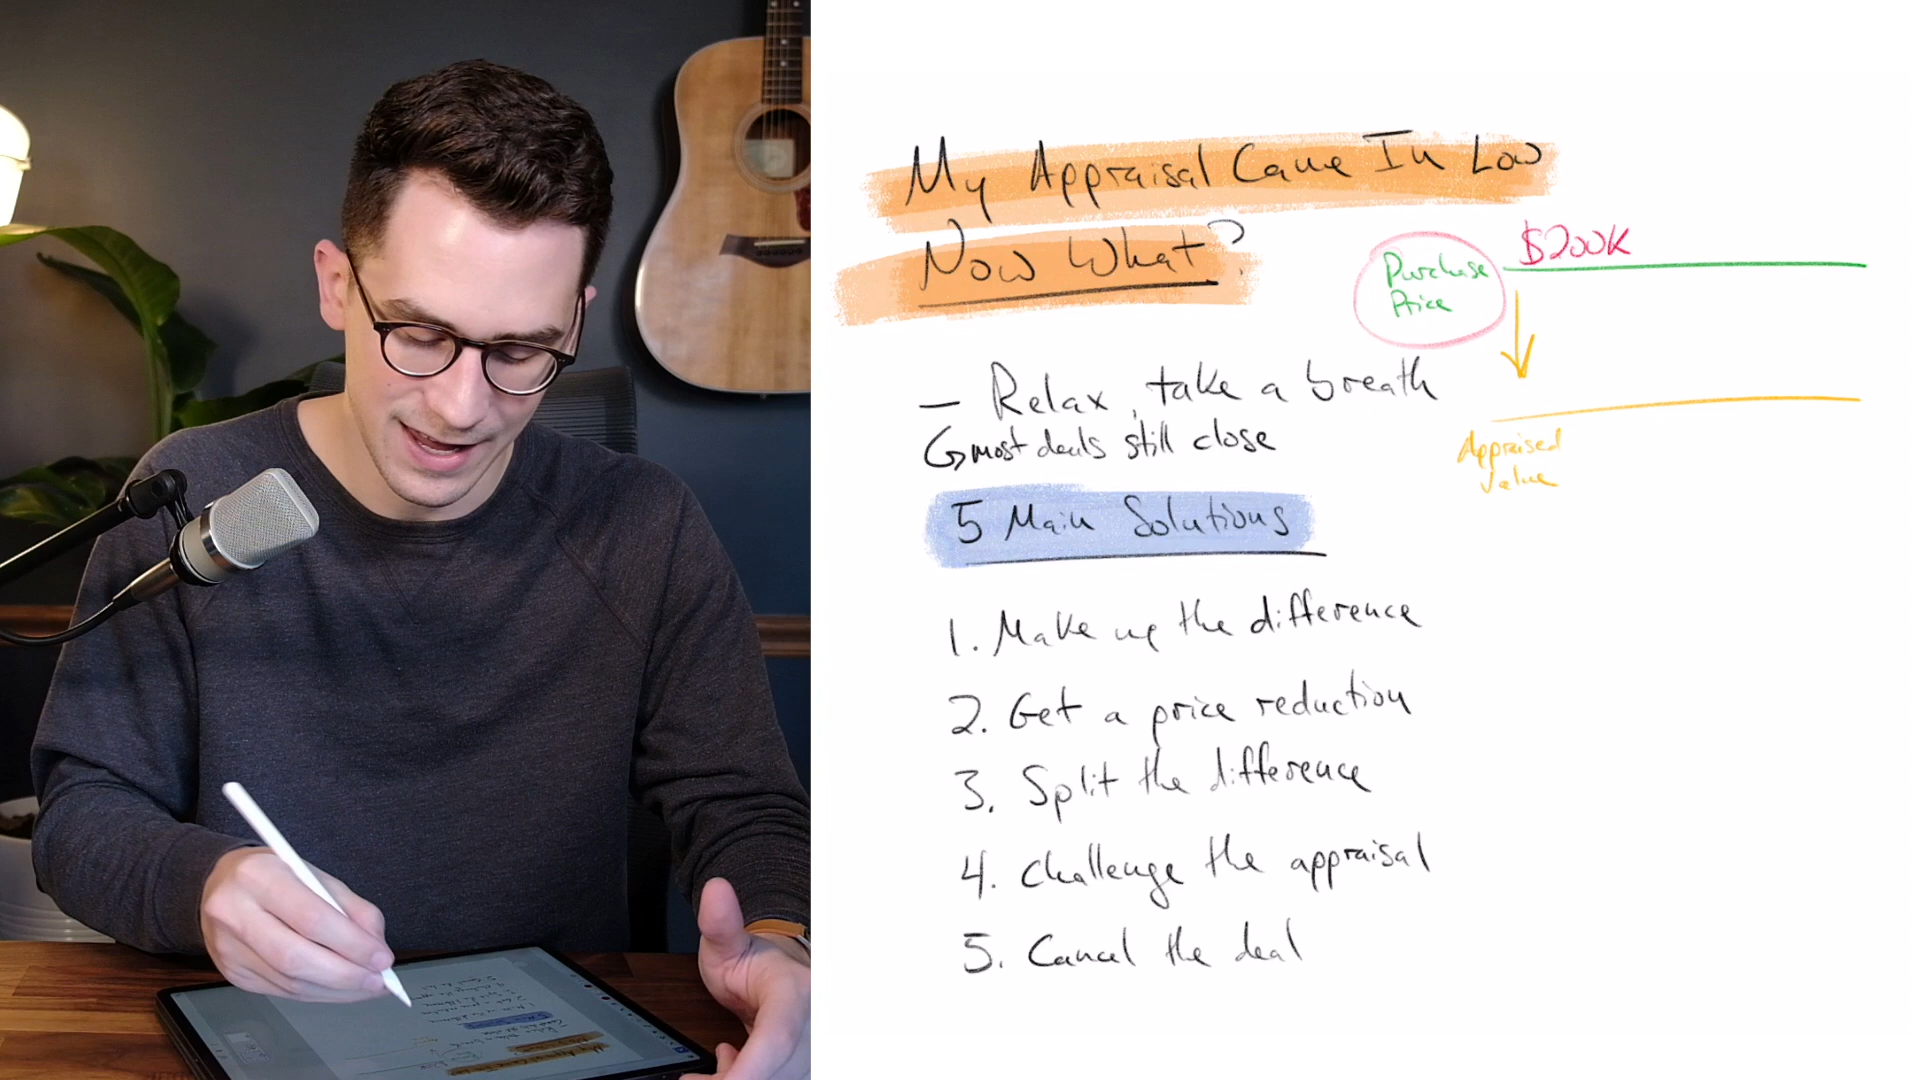 My Appraisal Came In Low
Now What?
$200K
Purchase
Price
- Relax, take a breath
↳ most deals still close
Appraised
Value
5 Main Solutions
1. Make up the difference
2. Get a price reduction
3. Split the difference
4. Challenge the appraisal
5. Cancel the deal